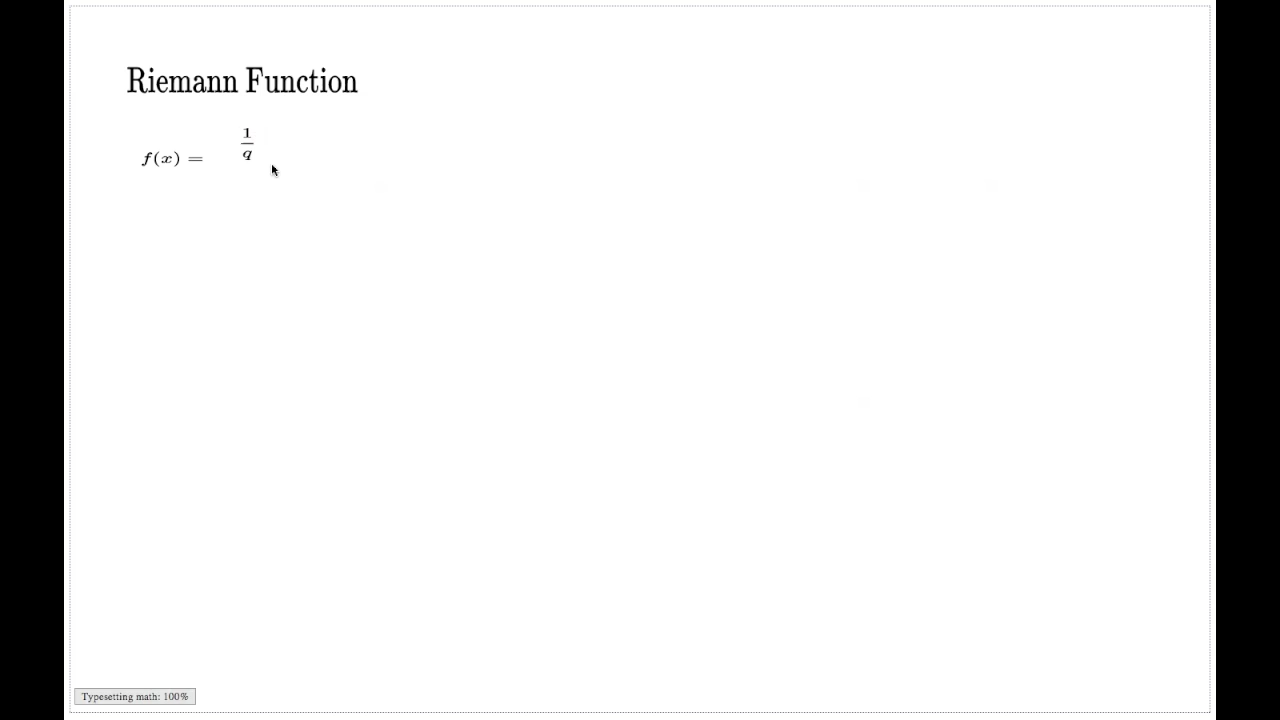 Riemann Function
f(x) = 1/q
Typesetting math: 100%